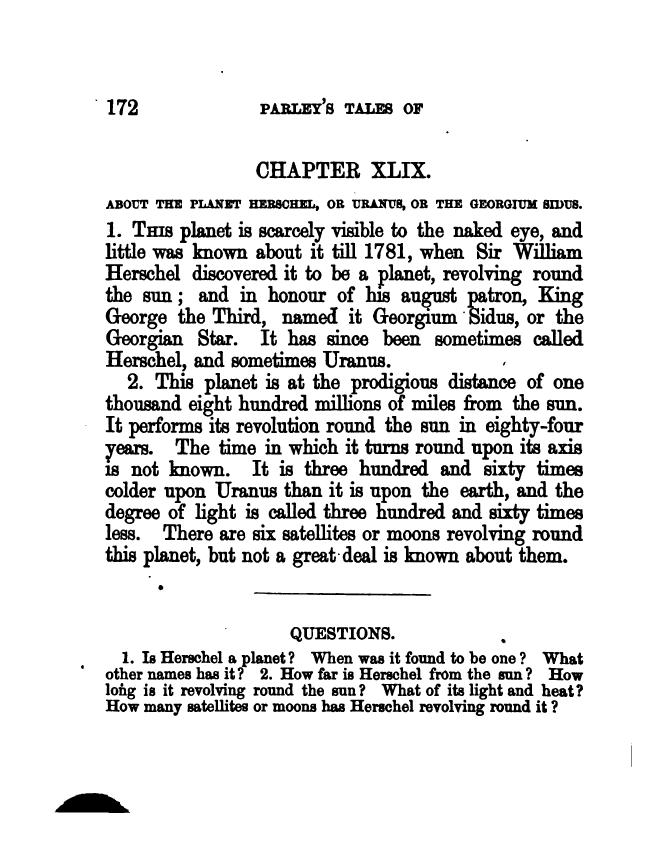 172 PARLEY'S TALES OF
CHAPTER XLIX.
ABOUT THE PLANET HERSCHEL, OR URANUS, OR THE GEORGIUM SIDUS.
1. THIS planet is scarcely visible to the naked eye, and
little was known about it till 1781, when Sir William
Herschel discovered it to be a planet, revolving round
the sun; and in honour of his august patron, King
George the Third, named it Georgium Sidus, or the
Georgian Star. It has since been sometimes called
Herschel, and sometimes Uranus.
2. This planet is at the prodigious distance of one
thousand eight hundred millions of miles from the sun.
It performs its revolution round the sun in eighty-four
years. The time in which it turns round upon its axis
is not known. It is three hundred and sixty times
colder upon Uranus than it is upon the earth, and the
degree of light is called three hundred and sixty times
less. There are six satellites or moons revolving round
this planet, but not a great deal is known about them.
QUESTIONS.
1. Is Herschel a planet? When was it found to be one? What
other names has it? 2. How far is Herschel from the sun? How
long is it revolving round the sun? What of its light and heat?
How many satellites or moons has Herschel revolving round it?